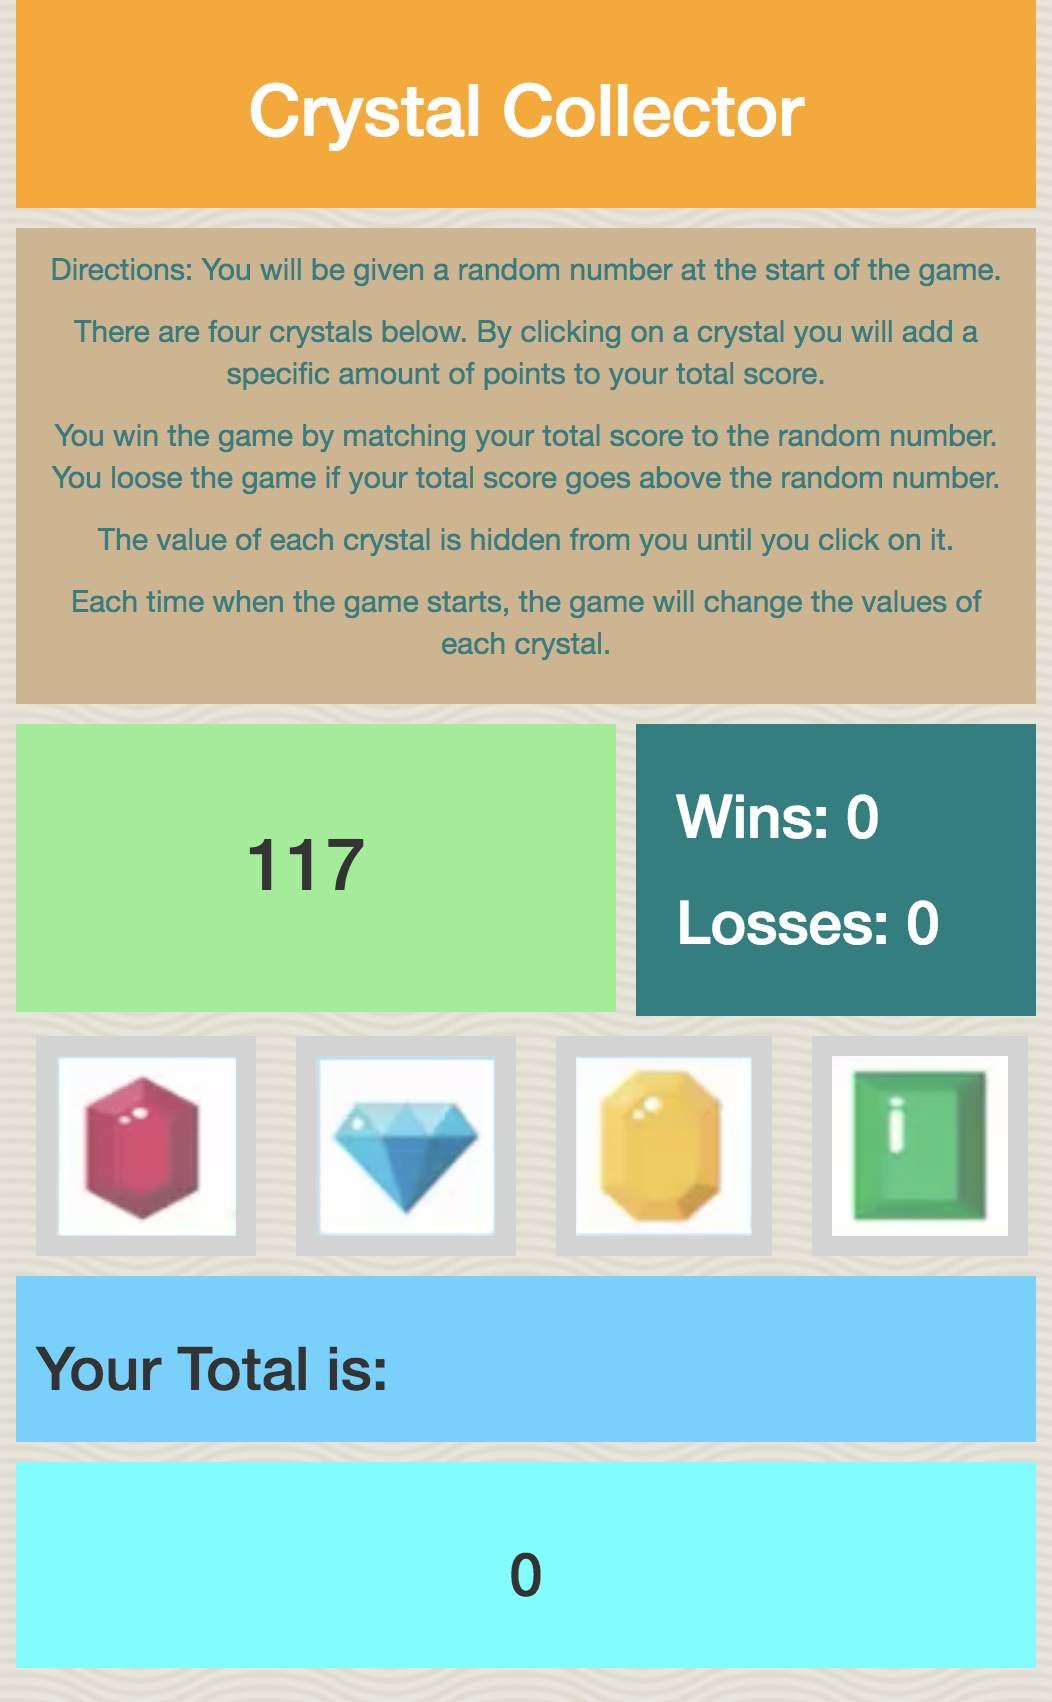 Crystal Collector
Directions: You will be given a random number at the start of the game.
There are four crystals below. By clicking on a crystal you will add a
specific amount of points to your total score.
You win the game by matching your total score to the random number.
You loose the game if your total score goes above the random number.
The value of each crystal is hidden from you until you click on it.
Each time when the game starts, the game will change the values of
each crystal.
117
Wins: 0
Losses: 0
Your Total is:
0